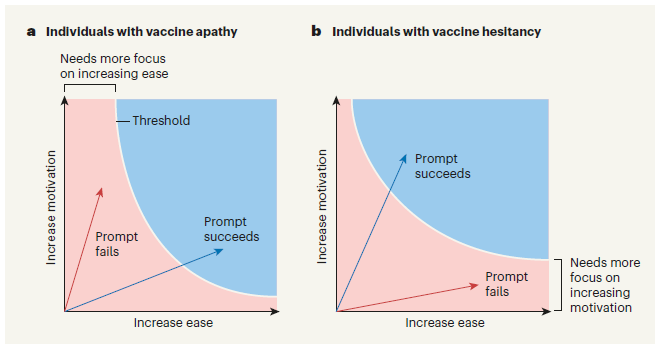 a Individuals with vaccine apathy
Needs more focus
on increasing ease
Threshold
Prompt
fails
Prompt
succeeds
Increase motivation
Increase ease
b Individuals with vaccine hesitancy
Prompt
succeeds
Prompt
fails
Needs more
focus on
increasing
motivation
Increase motivation
Increase ease